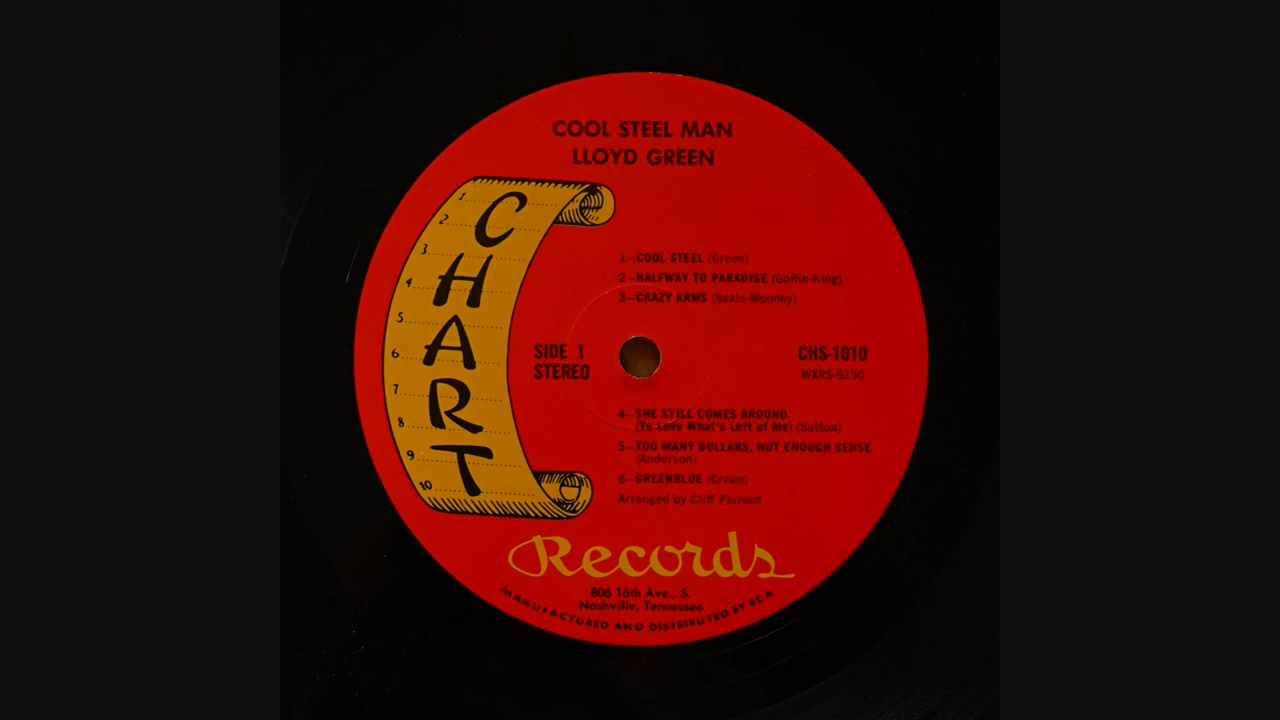 COOL STEEL MAN
LLOYD GREEN
1
2
3
4
5
6
7
8
9
10
C
H
A
R
T
1—COOL STEEL (Green)
2—HALFWAY TO PARADISE (Goffin-King)
3—CRAZY ARMS (Seals-Mooney)
SIDE 1
STEREO
CHS-1010
WXRS-5150
4—SHE STILL COMES AROUND
(To Love What's Left of Me) (Sutton)
5—TOO MANY DOLLARS, NOT ENOUGH SENSE
(Anderson)
6—GREENBLUE (Green)
Arranged by Cliff Parman
Records
806 16th Ave., S.
Nashville, Tennessee
MANUFACTURED AND DISTRIBUTED BY RCA